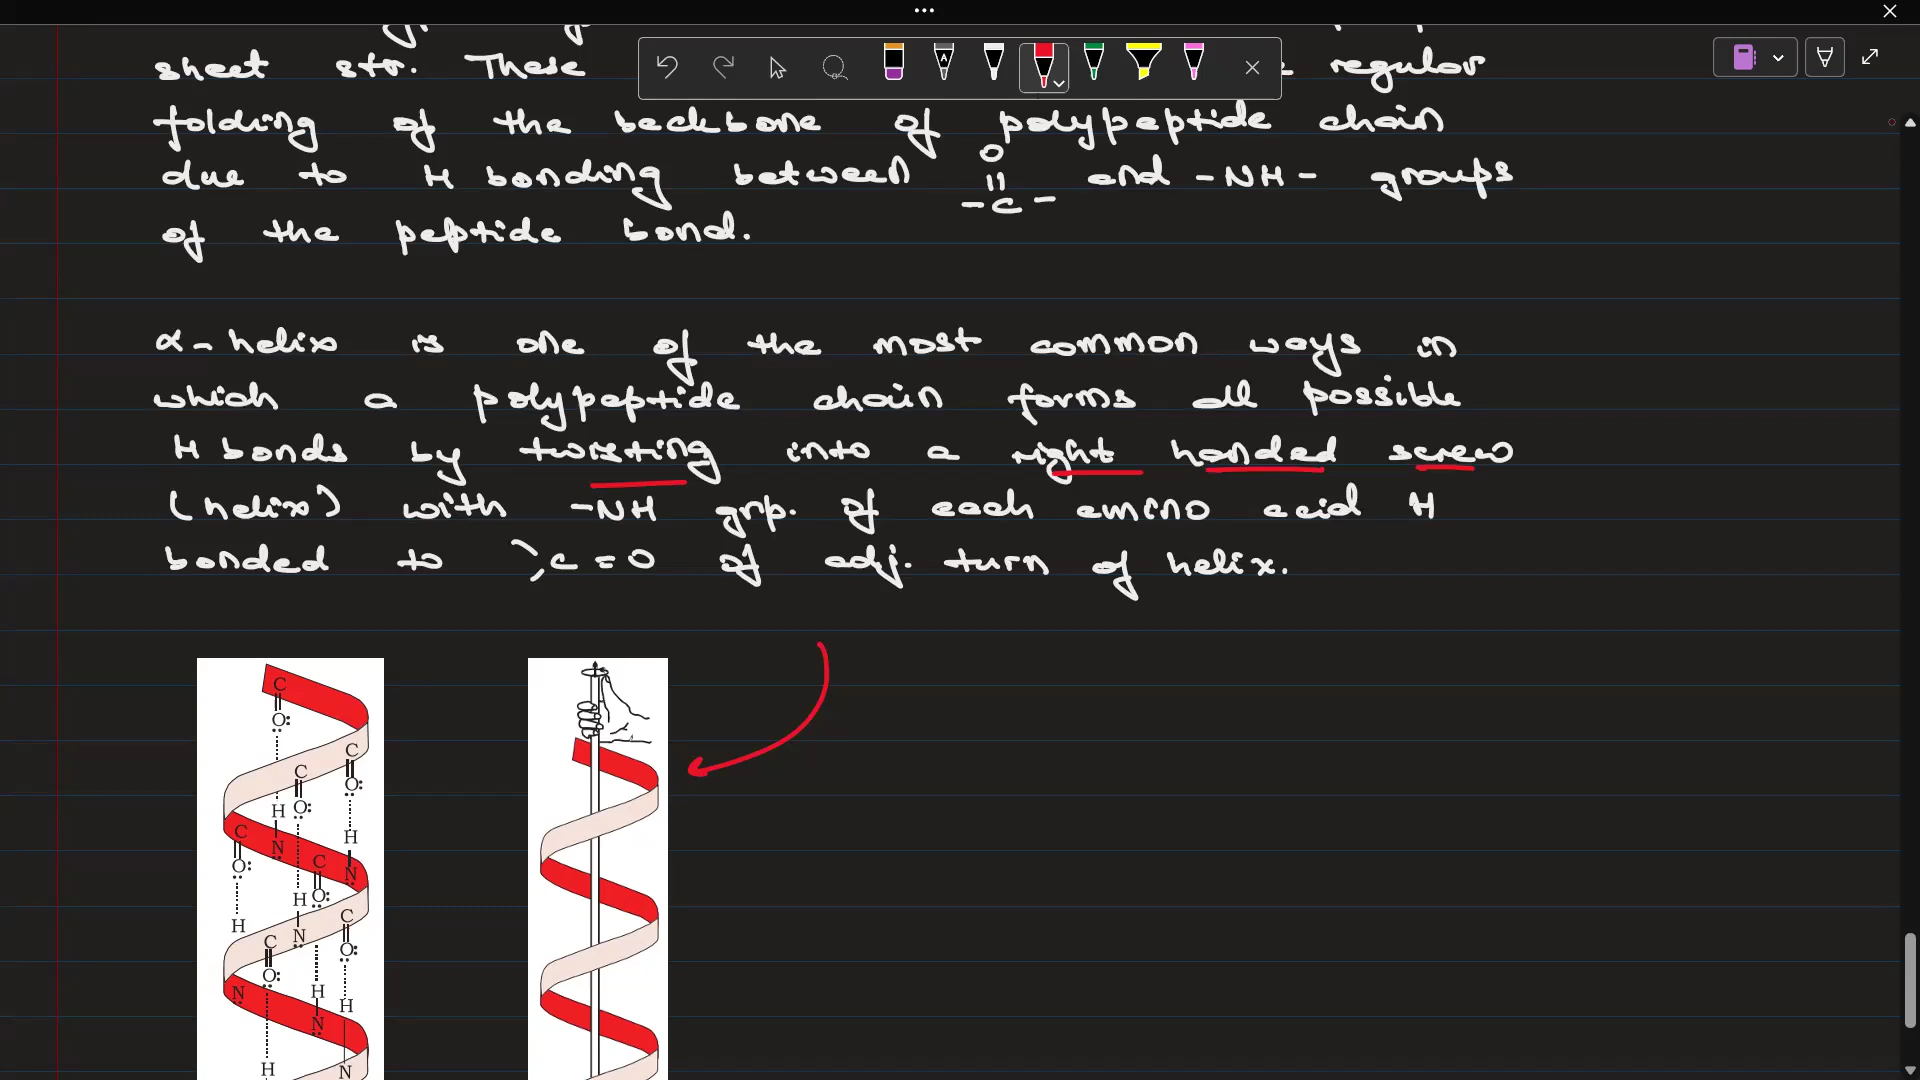 sheet str. These regular
folding of the backbone of polypeptide chain
due to H bonding between -C- and -NH- groups
O
||
of the peptide bond.
α-helix is one of the most common ways in
which a polypeptide chain forms all possible
H bonds by twisting into a right handed screw
(helix) with -NH grp. of each amino acid H
bonded to >C=O of adj. turn of helix.
C
O:
C
C
O:
H O:
C
H
N
O:
C
N
H O:
H
C
N
C
O:
O:
N
H
H
N
H
N